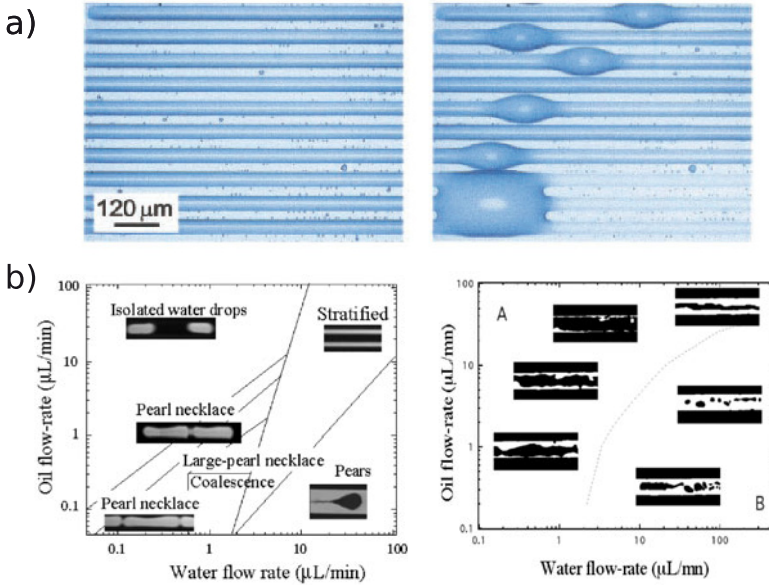 a)
120 µm
b)
100
10
1
0.1
Oil flow-rate (µL/min)
Isolated water drops
Stratified
Pearl necklace
Large-pearl necklace
Coalescence
Pears
Pearl necklace
0.1
1
10
100
Water flow rate (µL/min)
100
10
1
0.1
Oil flow-rate (µL/mn)
A
B
0.1
1
10
100
Water flow-rate (µL/mn)